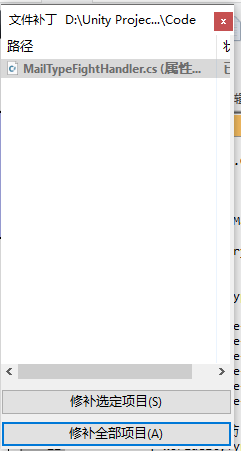 文件补丁 D:\Unity Projec...\Code
路径
MailTypeFightHandler.cs (属性...
修补选定项目(S)
修补全部项目(A)